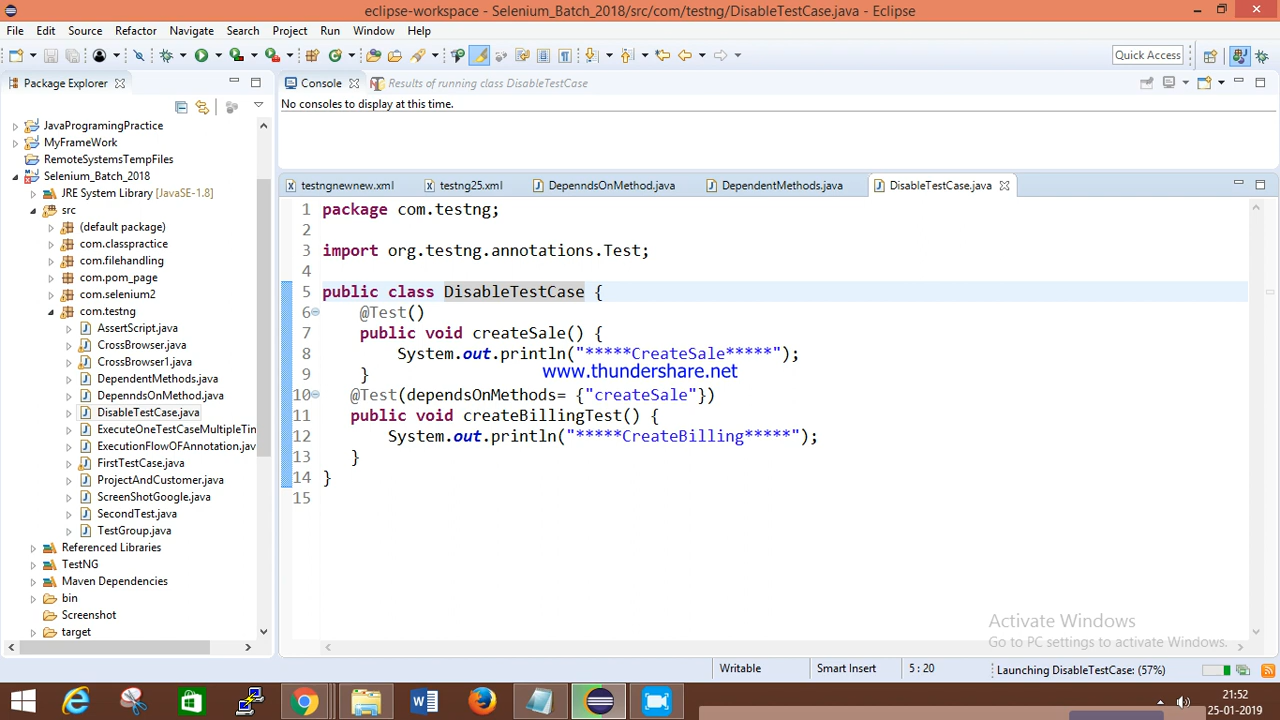 eclipse-workspace - Selenium_Batch_2018/src/com/testng/DisableTestCase.java - Eclipse
File Edit Source Refactor Navigate Search Project Run Window Help
Quick Access
Package Explorer
Console
Results of running class DisableTestCase
No consoles to display at this time.
JavaProgramingPractice
MyFrameWork
RemoteSystemsTempFiles
Selenium_Batch_2018
JRE System Library [JavaSE-1.8]
src
(default package)
com.classpractice
com.filehandling
com.pom_page
com.selenium2
com.testng
AssertScript.java
CrossBrowser.java
CrossBrowser1.java
DependentMethods.java
DepenndsOnMethod.java
DisableTestCase.java
ExecuteOneTestCaseMultipleTin
ExecutionFlowOFAnnotation.jav
FirstTestCase.java
ProjectAndCustomer.java
ScreenShotGoogle.java
SecondTest.java
TestGroup.java
Referenced Libraries
TestNG
Maven Dependencies
bin
Screenshot
target
testngnewnew.xml
testng25.xml
DepenndsOnMethod.java
DependentMethods.java
DisableTestCase.java
1 package com.testng;
2
3 import org.testng.annotations.Test;
4
5 public class DisableTestCase {
6 @Test()
7 public void createSale() {
8 System.out.println("*****CreateSale*****");
9 }
www.thundershare.net
10 @Test(dependsOnMethods= {"createSale"})
11 public void createBillingTest() {
12 System.out.println("*****CreateBilling*****");
13 }
14 }
15
Activate Windows
Go to PC settings to activate Windows.
Writable
Smart Insert
5 : 20
Launching DisableTestCase: (57%)
21:52
25-01-2019